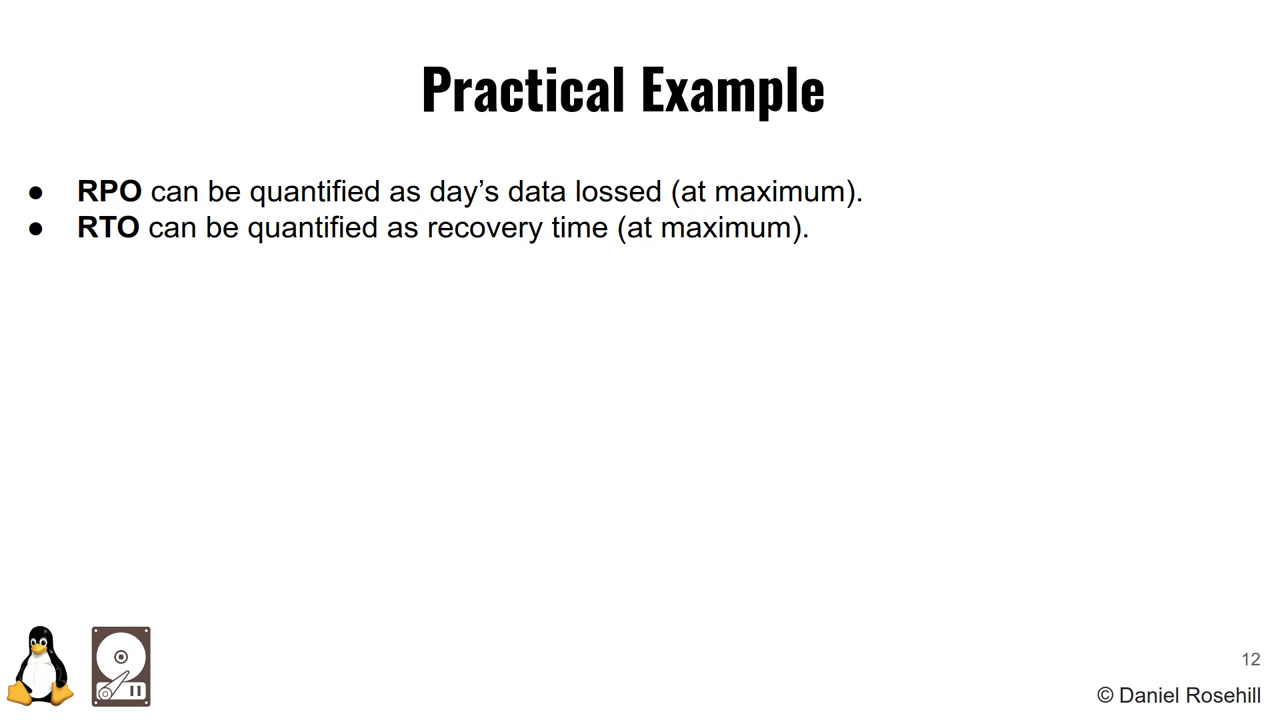 Practical Example
● RPO can be quantified as day’s data lossed (at maximum).
● RTO can be quantified as recovery time (at maximum).
12
© Daniel Rosehill